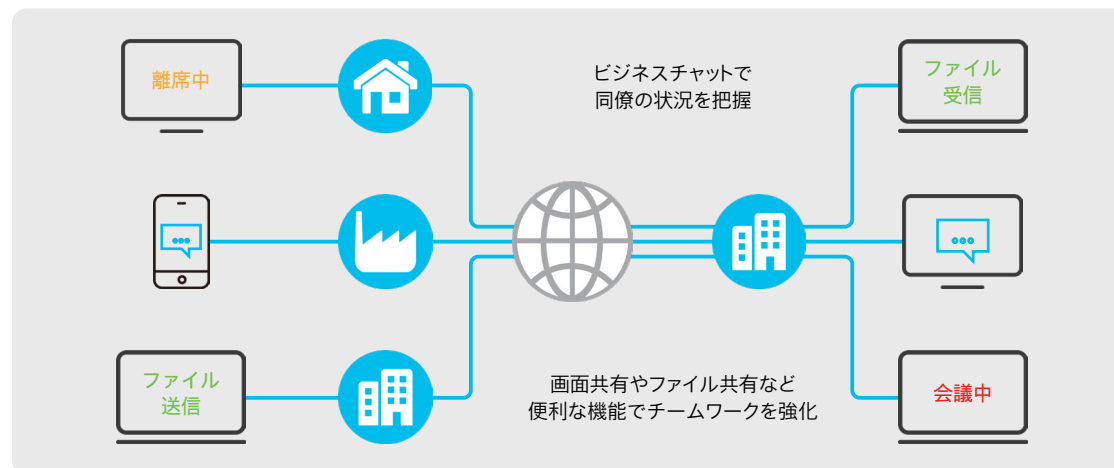 離席中
ビジネスチャットで
同僚の状況を把握
ファイル
受信
ファイル
送信
画面共有やファイル共有など
便利な機能でチームワークを強化
会議中